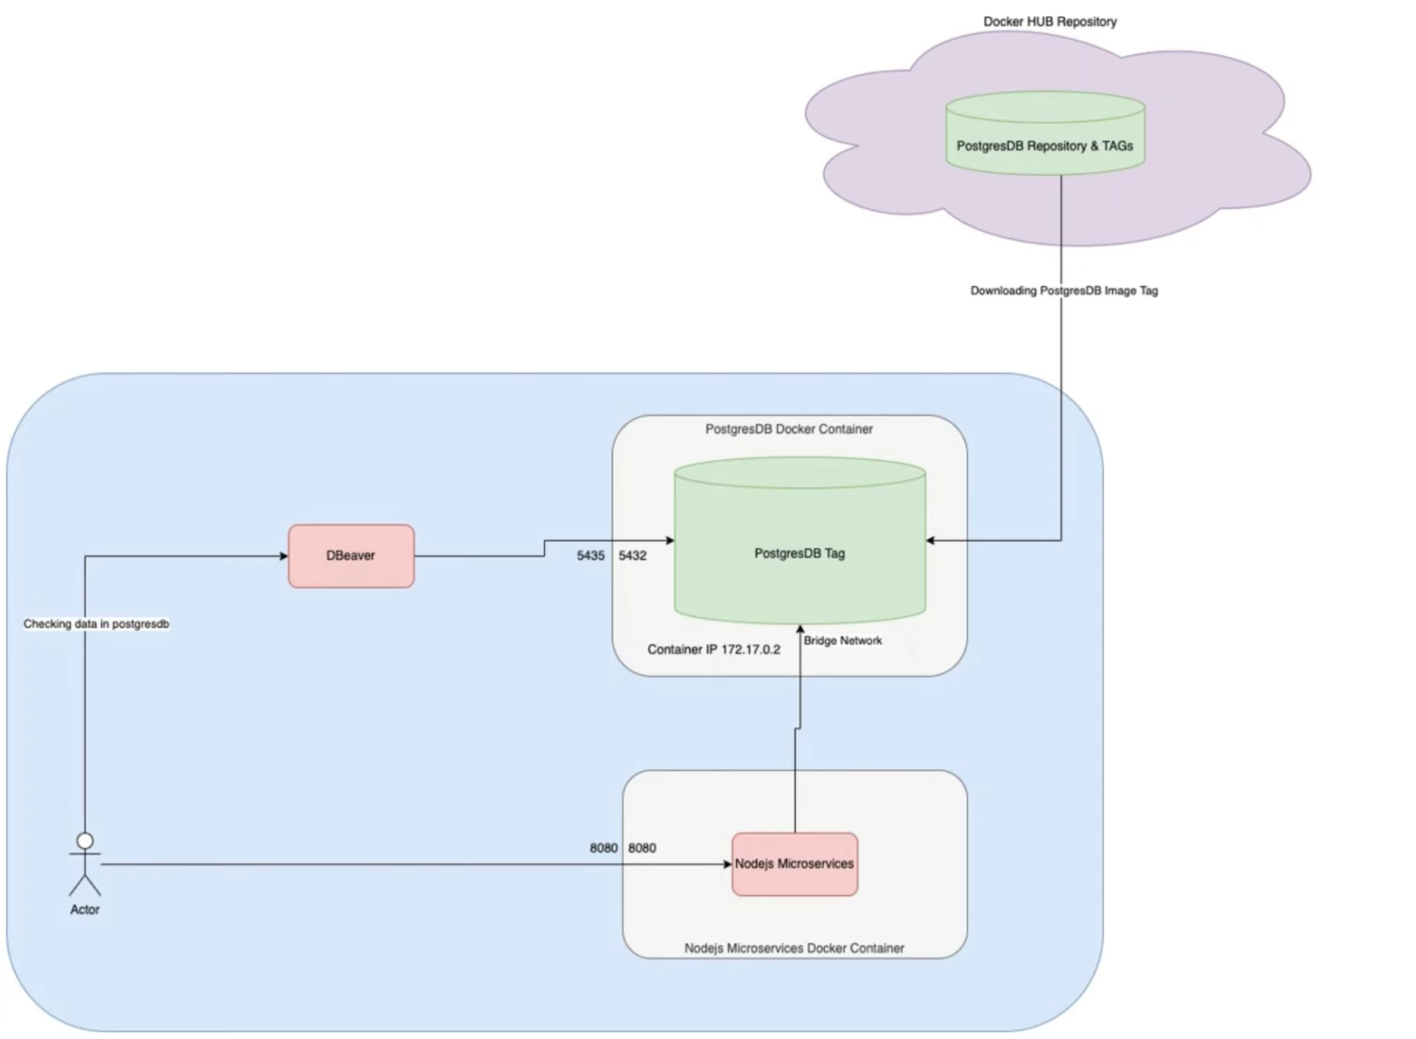 Docker HUB Repository
PostgresDB Repository & TAGs
Downloading PostgresDB Image Tag
PostgresDB Docker Container
DBeaver
5435 5432
PostgresDB Tag
Checking data in postgresdb
Container IP 172.17.0.2
Bridge Network
8080 8080
Nodejs Microservices
Actor
Nodejs Microservices Docker Container